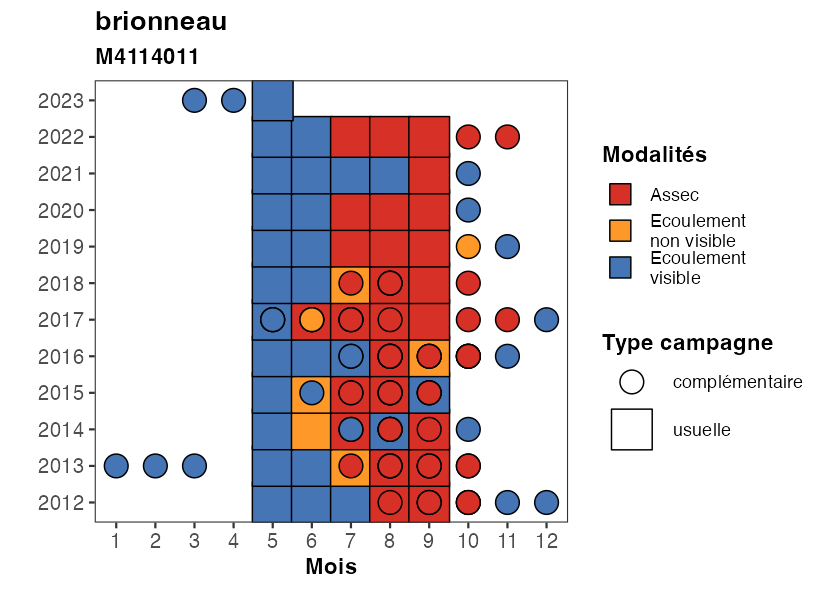 brionneau
M4114011
2023
2022
2021
2020
2019
2018
2017
2016
2015
2014
2013
2012
1 2 3 4 5 6 7 8 9 10 11 12
Mois
Modalités
Assec
Ecoulement
non visible
Ecoulement
visible
Type campagne
complémentaire
usuelle